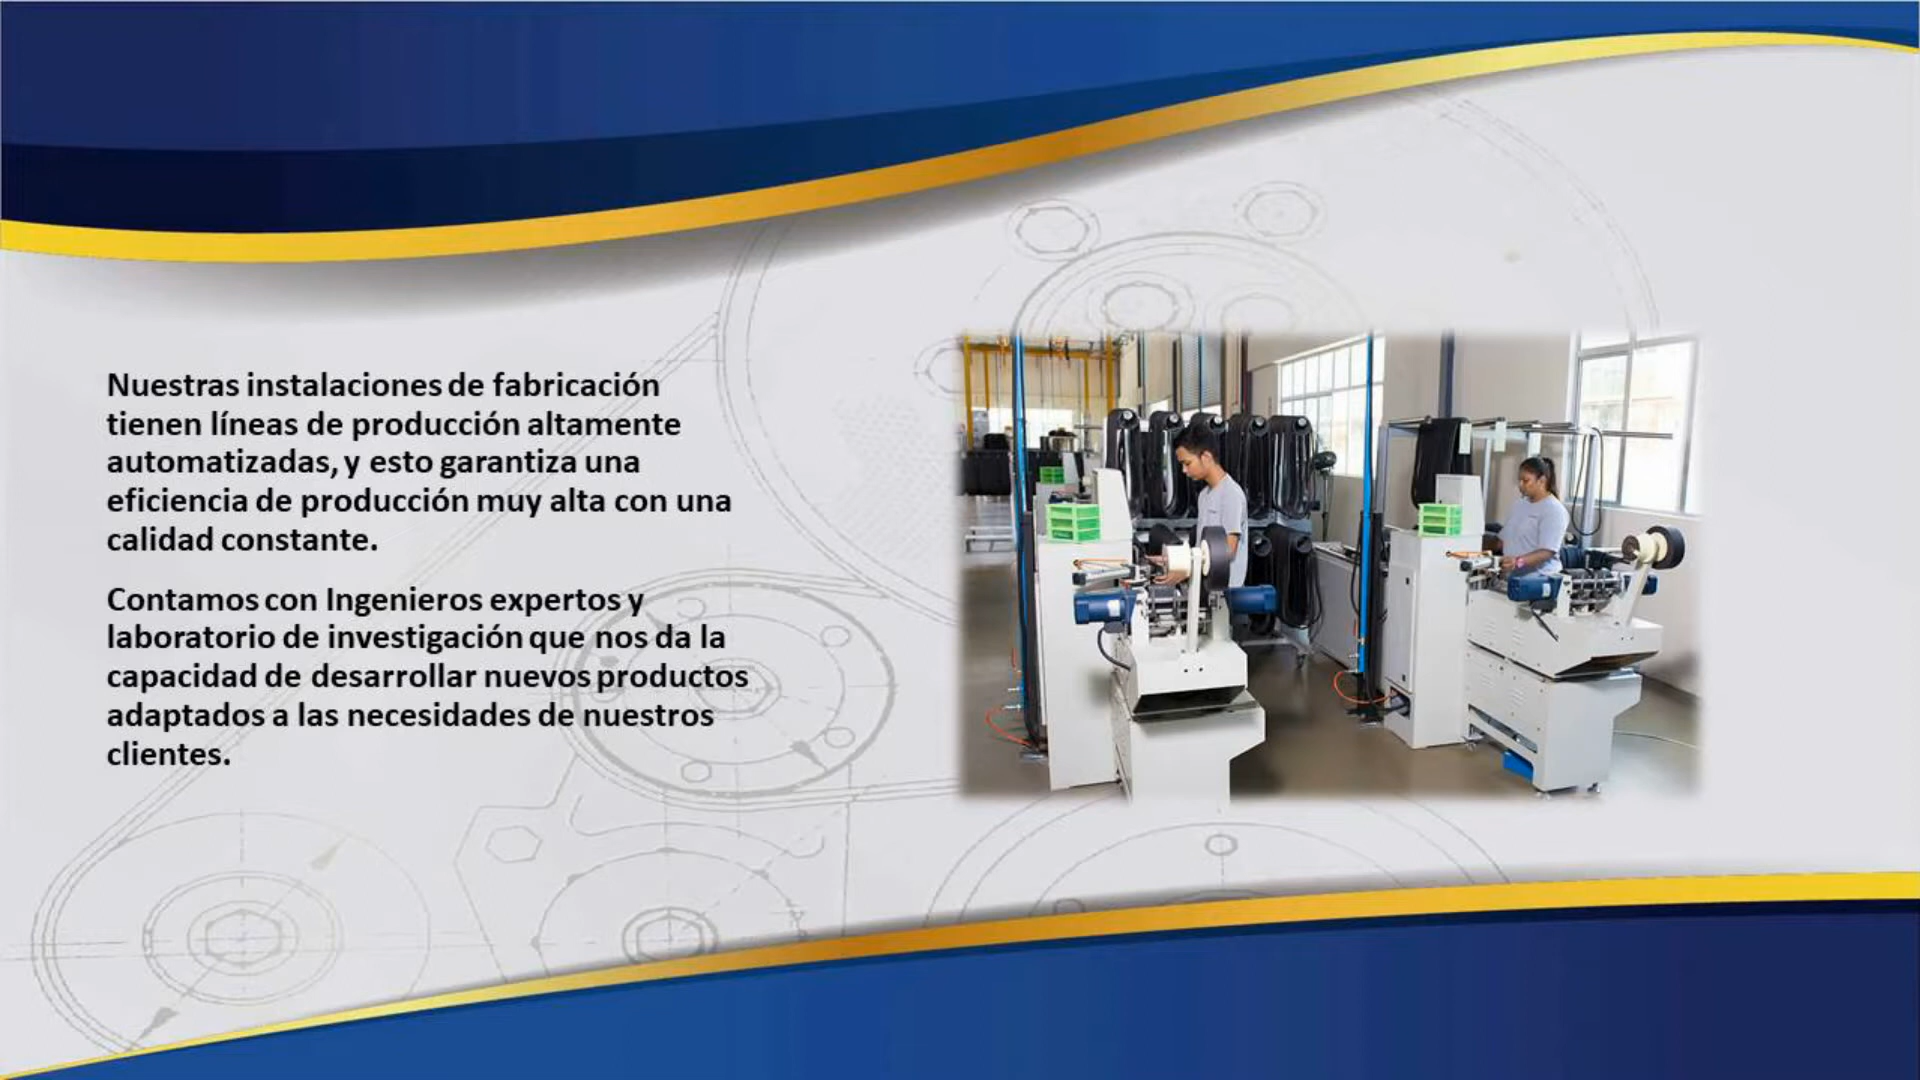 Nuestras instalaciones de fabricación
tienen líneas de producción altamente
automatizadas, y esto garantiza una
eficiencia de producción muy alta con una
calidad constante.
Contamos con Ingenieros expertos y
laboratorio de investigación que nos da la
capacidad de desarrollar nuevos productos
adaptados a las necesidades de nuestros
clientes.